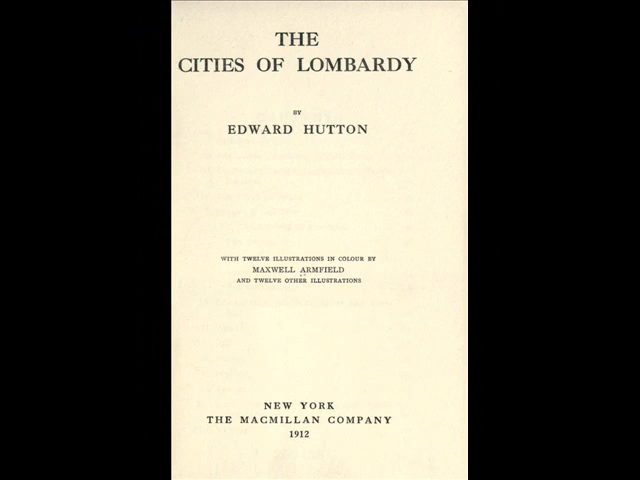 THE
CITIES OF LOMBARDY
BY
EDWARD HUTTON
WITH TWELVE ILLUSTRATIONS IN COLOUR BY
MAXWELL ARMFIELD
AND TWELVE OTHER ILLUSTRATIONS
NEW YORK
THE MACMILLAN COMPANY
1912